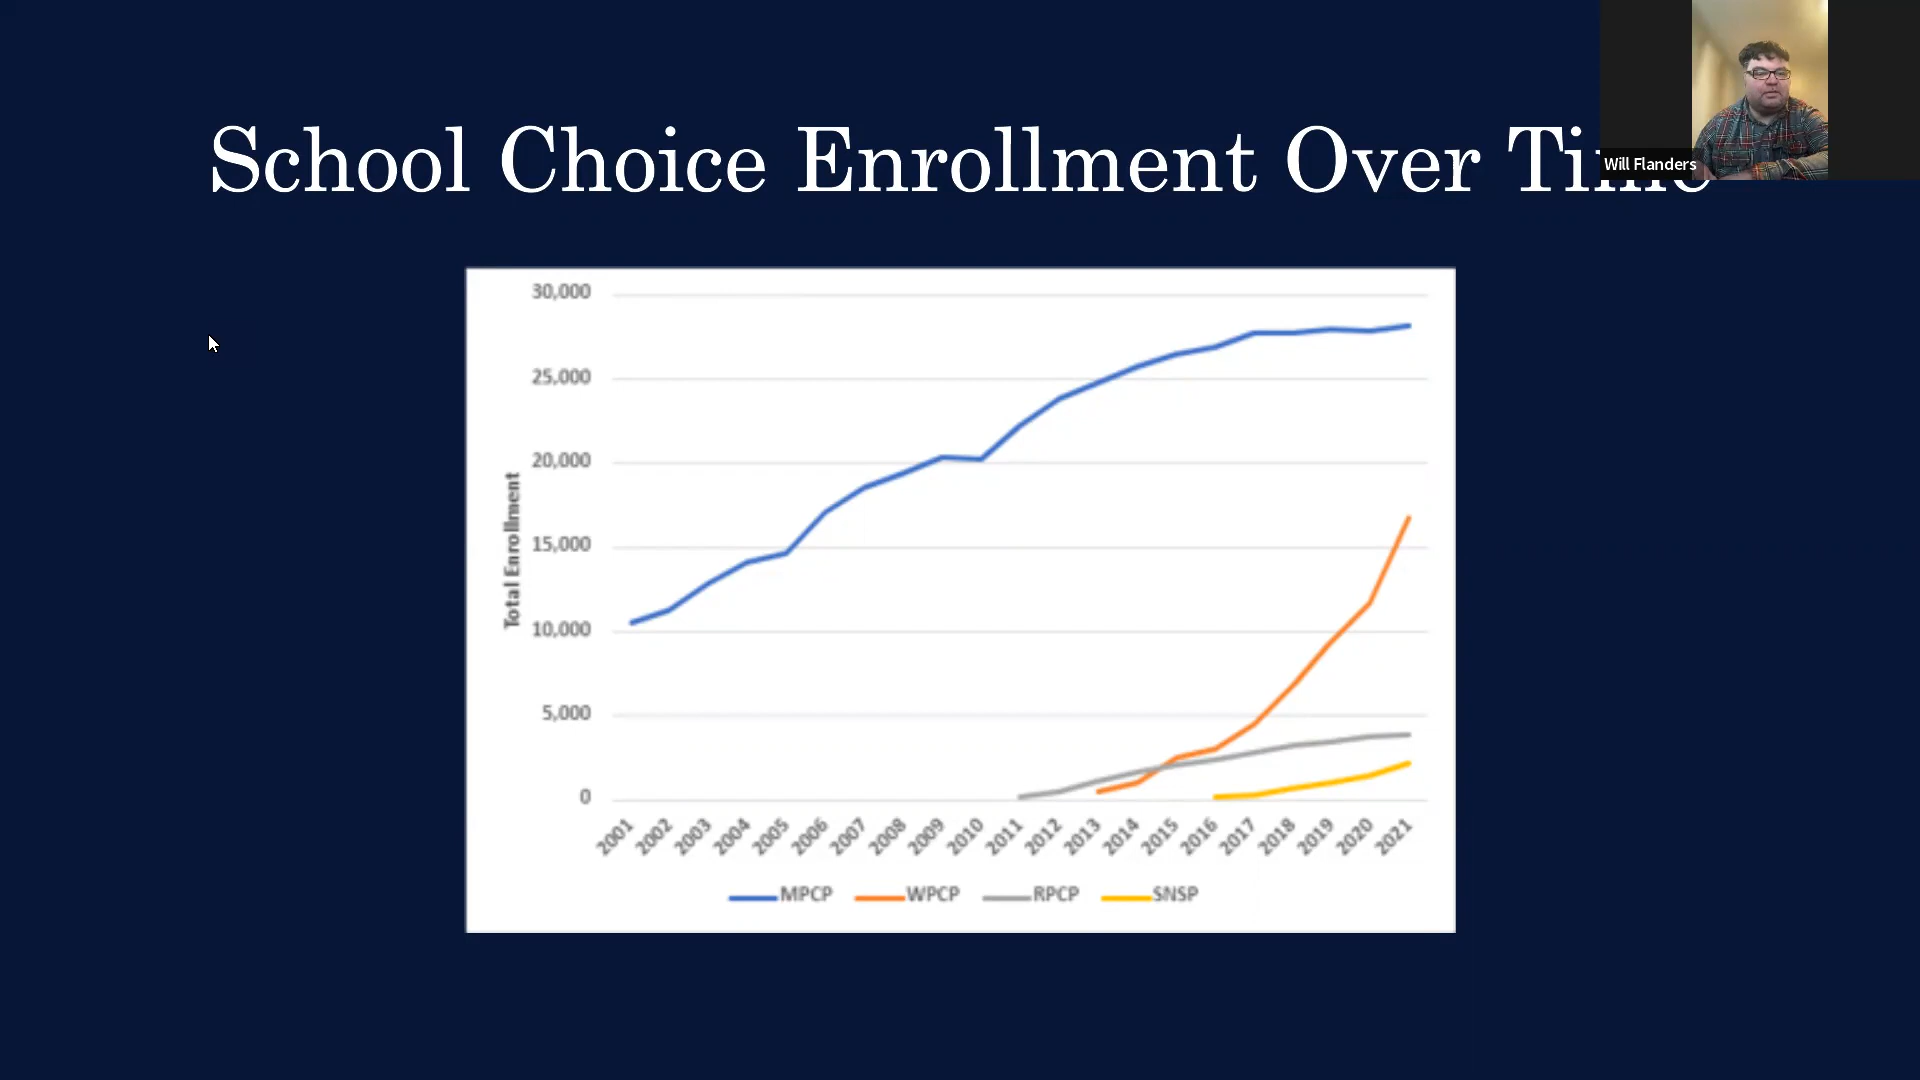 School Choice Enrollment Over Time
Will Flanders
30,000
25,000
20,000
15,000
10,000
5,000
0
Total Enrollment
2001 2002 2003 2004 2005 2006 2007 2008 2009 2010 2011 2012 2013 2014 2015 2016 2017 2018 2019 2020 2021
MPCP WPCP RPCP SNSP